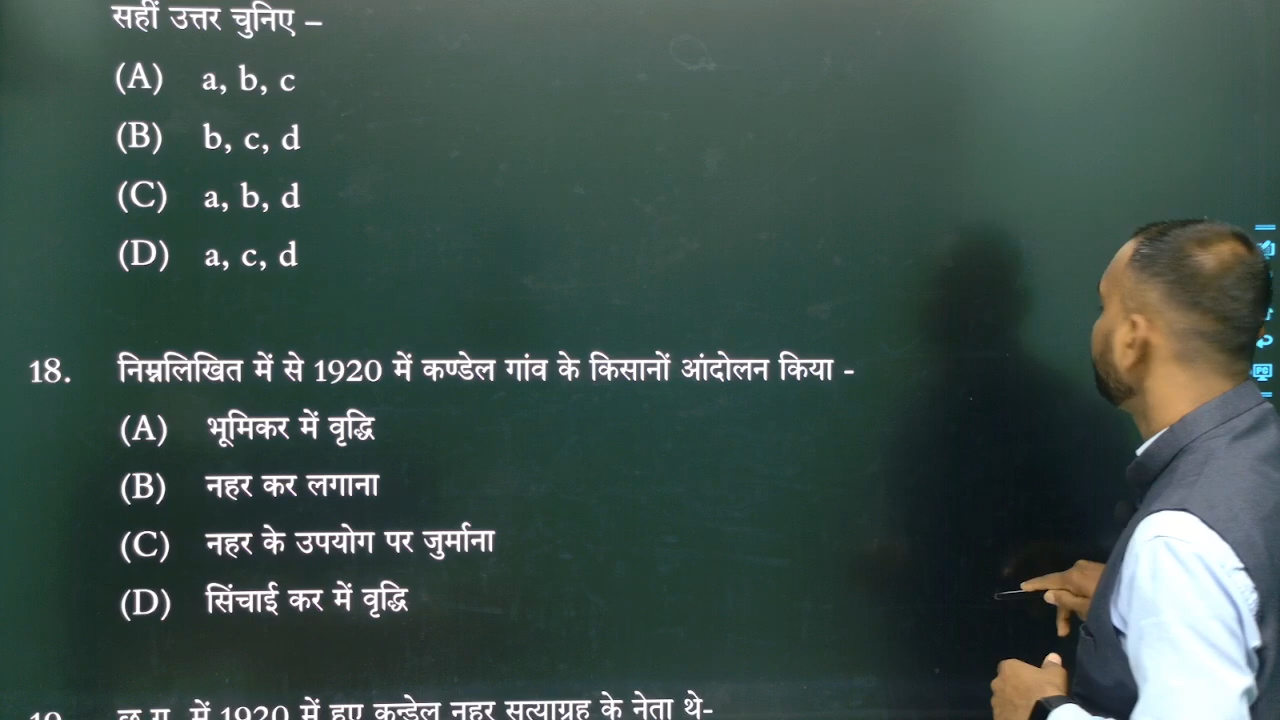 सहीं उत्तर चुनिए –
(A) a, b, c
(B) b, c, d
(C) a, b, d
(D) a, c, d
18. निम्नलिखित में से 1920 में कण्डेल गांव के किसानों आंदोलन किया -
(A) भूमिकर में वृद्धि
(B) नहर कर लगाना
(C) नहर के उपयोग पर जुर्माना
(D) सिंचाई कर में वृद्धि
19. छ.ग. में 1920 में हुए कन्डेल नहर सत्याग्रह के नेता थे-